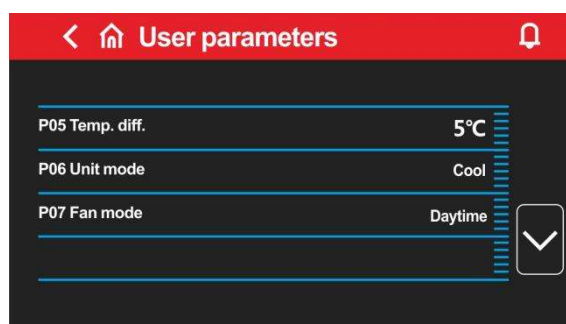 User parameters
P05 Temp. diff. 5℃
P06 Unit mode Cool
P07 Fan mode Daytime